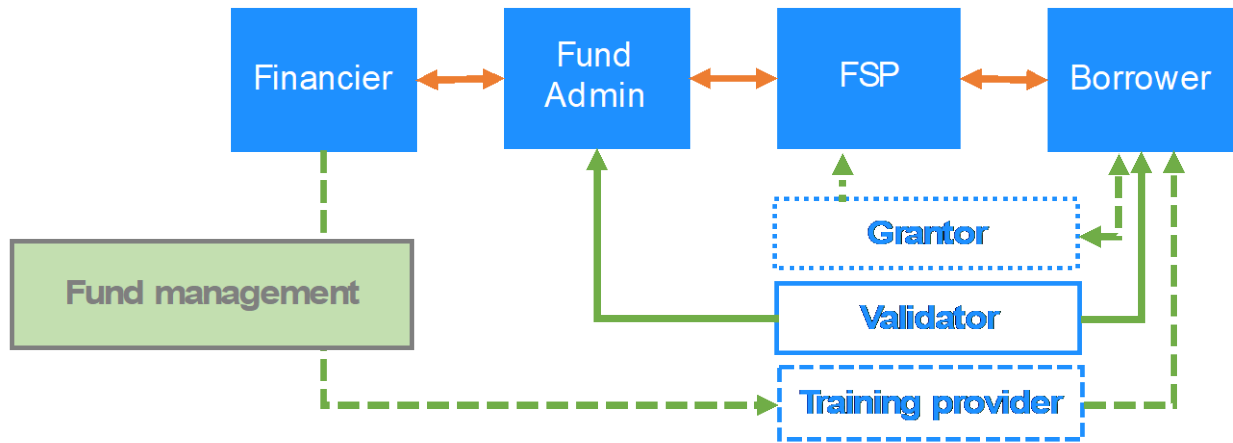 Financier
Fund
Admin
FSP
Borrower
Grantor
Fund management
Validator
Training provider